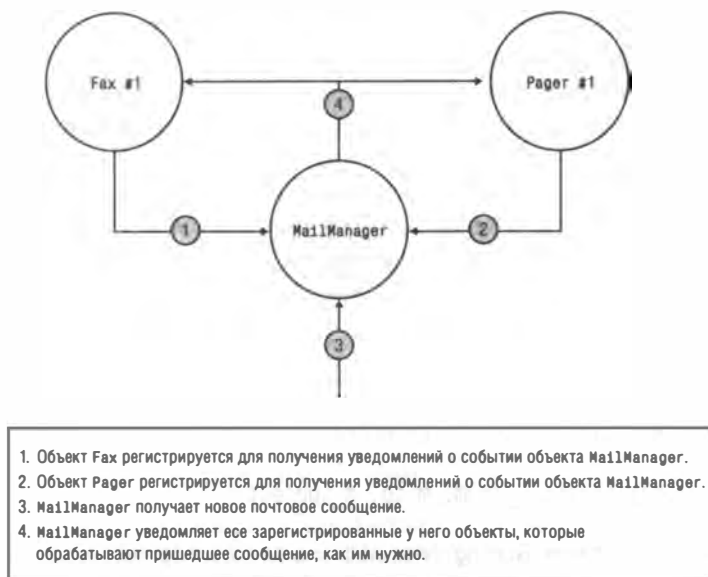 Fax #1
Pager #1
4
MailManager
1
2
3
1. Объект Fax регистрируется для получения уведомлений о событии объекта MailManager.
2. Объект Pager регистрируется для получения уведомлений о событии объекта MailManager.
3. MailManager получает новое почтовое сообщение.
4. MailManager уведомляет есе зарегистрированные у него объекты, которые
обрабатывают пришедшее сообщение, как им нужно.